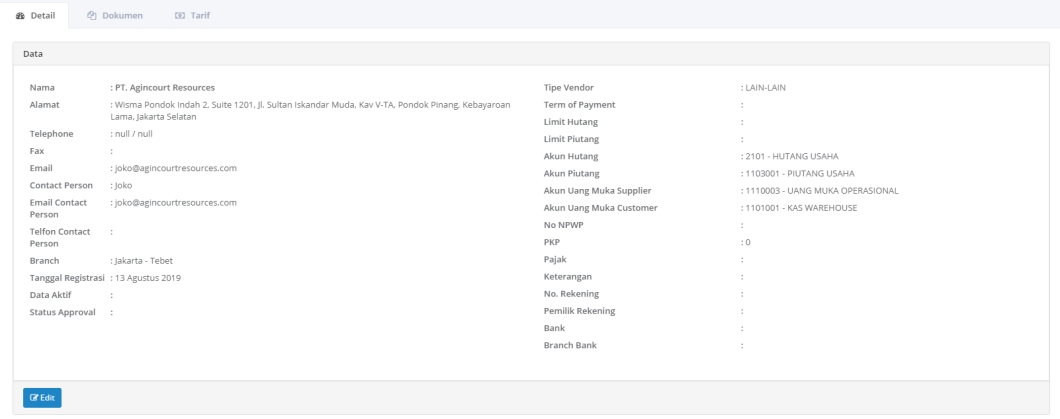 Detail Dokumen Tarif
Data
Nama : PT. Agincourt Resources
Alamat : Wisma Pondok Indah 2, Suite 1201, Jl. Sultan Iskandar Muda, Kav V-TA, Pondok Pinang, Kebayaroan
Lama, Jakarta Selatan
Telephone : null / null
Fax :
Email : joko@agincourtresources.com
Contact Person : Joko
Email Contact : joko@agincourtresources.com
Person
Telfon Contact :
Person
Branch : Jakarta - Tebet
Tanggal Registrasi : 13 Agustus 2019
Data Aktif :
Status Approval :
Tipe Vendor : LAIN-LAIN
Term of Payment :
Limit Hutang :
Limit Piutang :
Akun Hutang : 2101 - HUTANG USAHA
Akun Piutang : 1103001 - PIUTANG USAHA
Akun Uang Muka Supplier : 1110003 - UANG MUKA OPERASIONAL
Akun Uang Muka Customer : 1101001 - KAS WAREHOUSE
No NPWP :
PKP : 0
Pajak :
Keterangan :
No. Rekening :
Pemilik Rekening :
Bank :
Branch Bank :
Edit